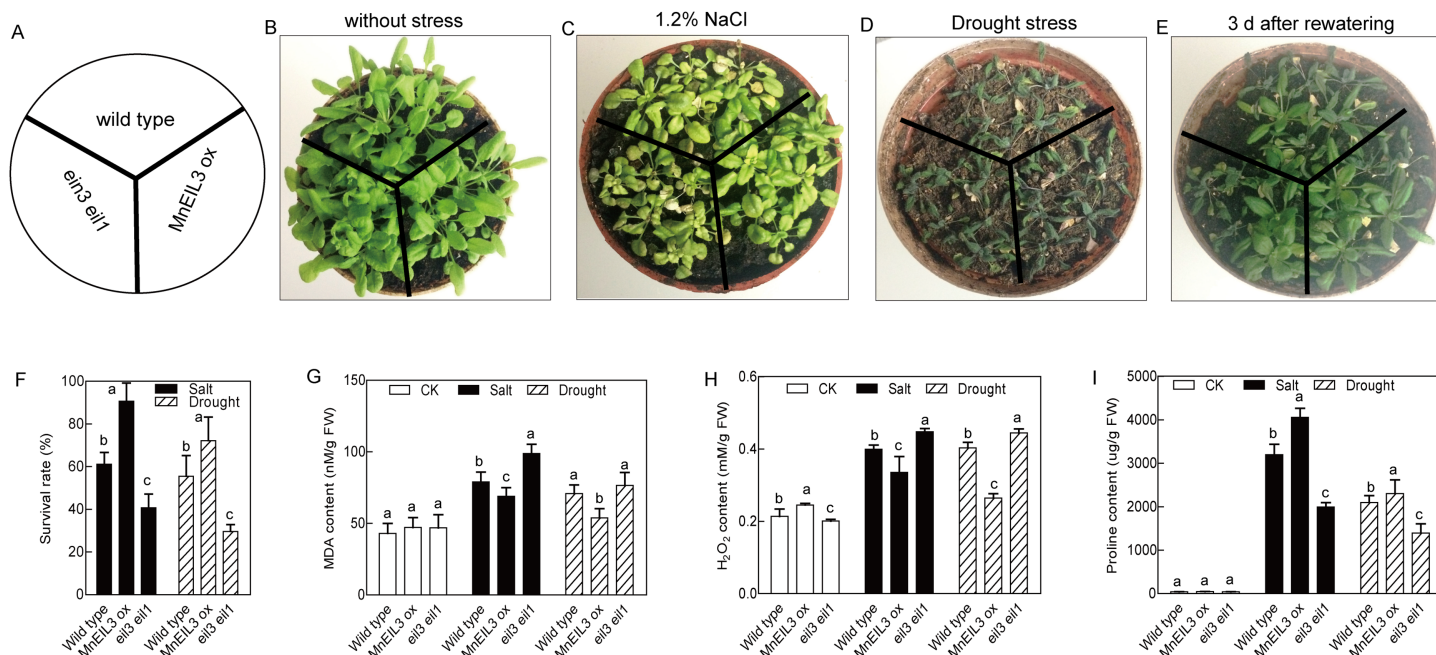 A
wild type
ein3 eil1
MnEIL3 ox
B
without stress
C
1.2% NaCl
D
Drought stress
E
3 d after rewatering
F
Survival rate (%)
100
80
60
40
20
0
Salt
Drought
b
a
c
b
a
c
Wild type
MnEIL3 ox
eil3 eil1
Wild type
MnEIL3 ox
eil3 eil1
G
MDA content (nM/g FW)
150
100
50
0
CK
Salt
Drought
a
a
a
b
c
a
a
b
a
Wild type
MnEIL3 ox
eil3 eil1
Wild type
MnEIL3 ox
eil3 eil1
Wild type
MnEIL3 ox
eil3 eil1
H
H₂O₂ content (mM/g FW)
0.6
0.4
0.2
0.0
CK
Salt
Drought
b
a
c
b
c
a
b
c
a
Wild type
MnEIL3 ox
eil3 eil1
Wild type
MnEIL3 ox
eil3 eil1
Wild type
MnEIL3 ox
eil3 eil1
I
Proline content (ug/g FW)
5000
4000
3000
2000
1000
0
CK
Salt
Drought
a
a
a
b
a
c
b
a
c
Wild type
MnEIL3 ox
eil3 eil1
Wild type
MnEIL3 ox
eil3 eil1
Wild type
MnEIL3 ox
eil3 eil1